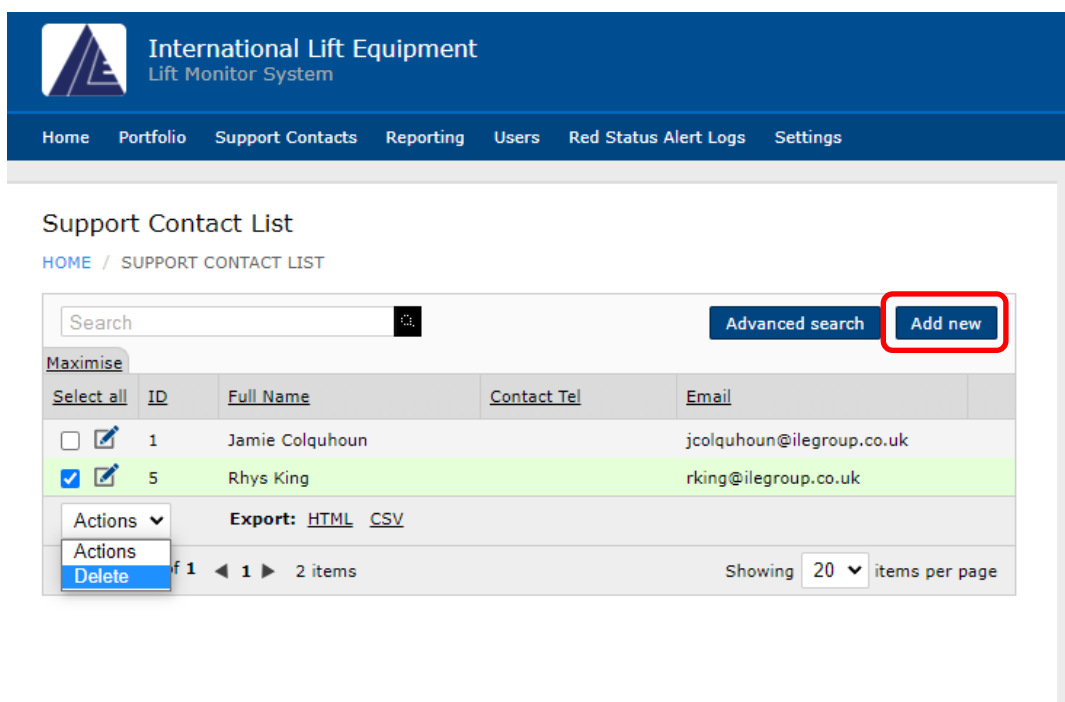 International Lift Equipment
Lift Monitor System
Home Portfolio Support Contacts Reporting Users Red Status Alert Logs Settings
Support Contact List
HOME / SUPPORT CONTACT LIST
Search Advanced search Add new
Maximise
Select all ID Full Name Contact Tel Email
1 Jamie Colquhoun jcolquhoun@ilegroup.co.uk
5 Rhys King rking@ilegroup.co.uk
Actions Export: HTML CSV
Actions
Delete f 1 1 2 items Showing 20 items per page